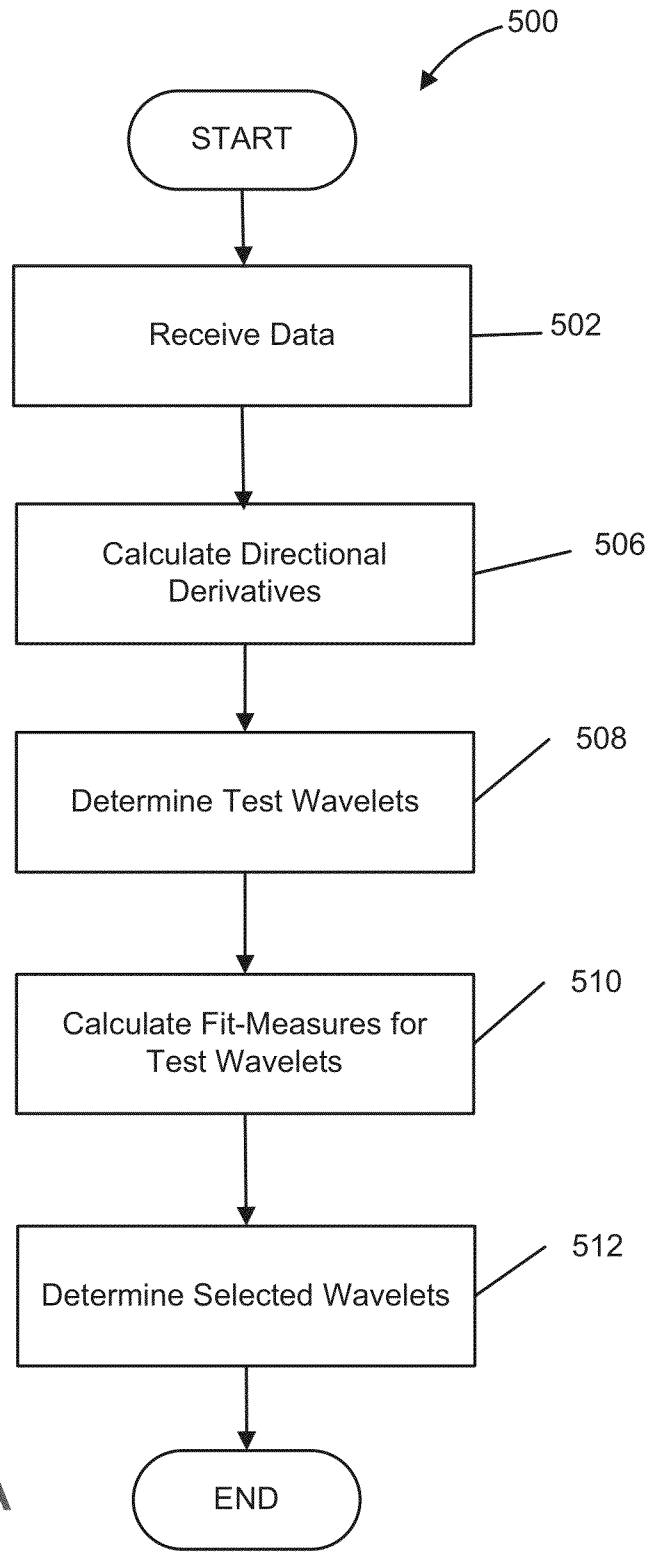 500
START
Receive Data
502
Calculate Directional
Derivatives
506
Determine Test Wavelets
508
Calculate Fit-Measures for
Test Wavelets
510
Determine Selected Wavelets
512
END